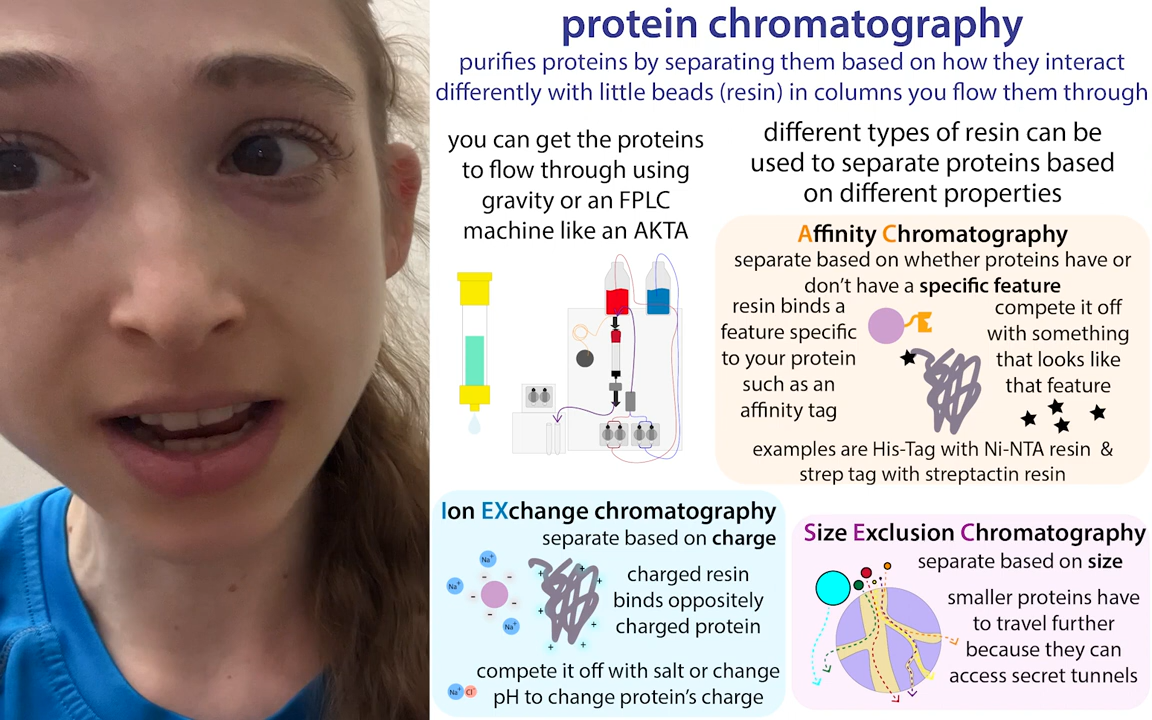 protein chromatography
purifies proteins by separating them based on how they interact
differently with little beads (resin) in columns you flow them through
you can get the proteins
to flow through using
gravity or an FPLC
machine like an AKTA
different types of resin can be
used to separate proteins based
on different properties
Affinity Chromatography
separate based on whether proteins have or
don't have a specific feature
resin binds a
feature specific
to your protein
such as an
affinity tag
compete it off
with something
that looks like
that feature
examples are His-Tag with Ni-NTA resin &
strep tag with streptactin resin
Ion EXchange chromatography
separate based on charge
Na+
Na+
Na+
charged resin
binds oppositely
charged protein
compete it off with salt or change
pH to change protein's charge
Na+ Cl-
Size Exclusion Chromatography
separate based on size
smaller proteins have
to travel further
because they can
access secret tunnels